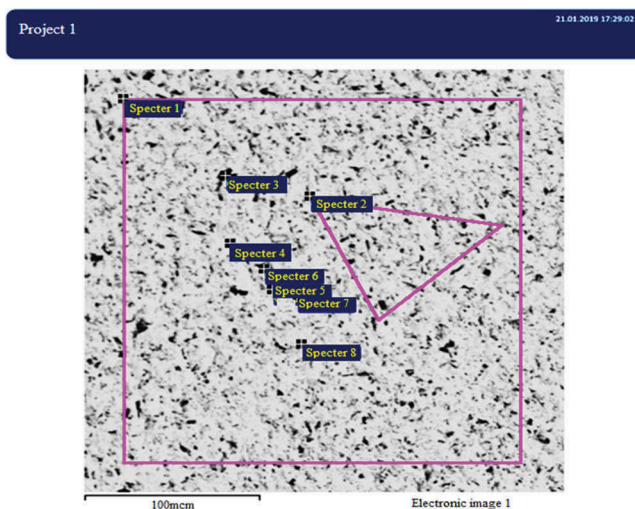 Project 1
21.01.2019 17:29:02
Specter 1
Specter 3
Specter 2
Specter 4
Specter 6
Specter 5
Specter 7
Specter 8
100mcm
Electronic image 1